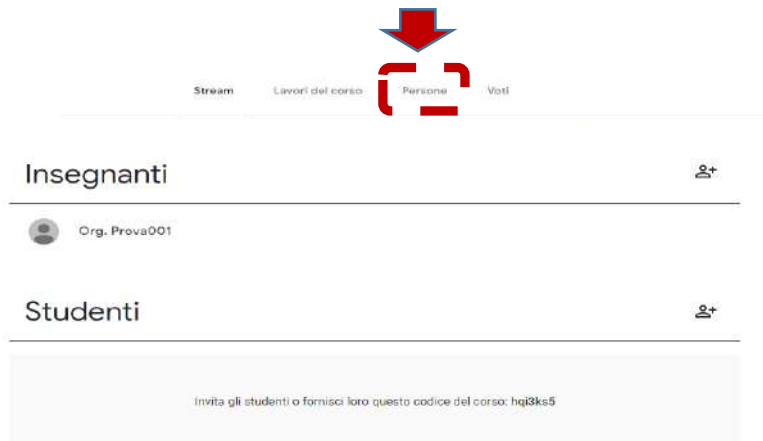 Stream Lavori del corso Persone Voti
Insegnanti
Org. Prova001
Studenti
Invita gli studenti o fornisci loro questo codice del corso: hqi3ks5